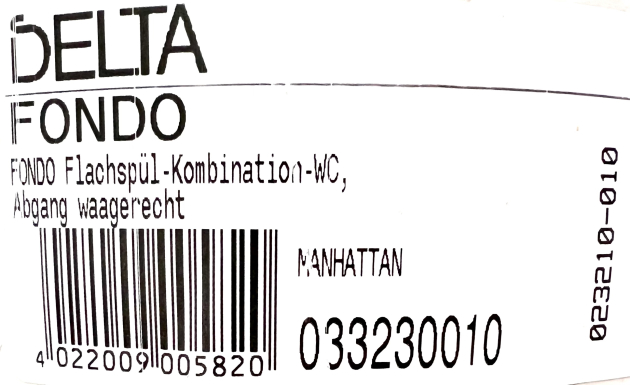 DELTA
FONDO
FONDO Flachspül-Kombination-WC,
Abgang waagerecht
MANHATTAN
033230010
4 022009 005820
023210-010